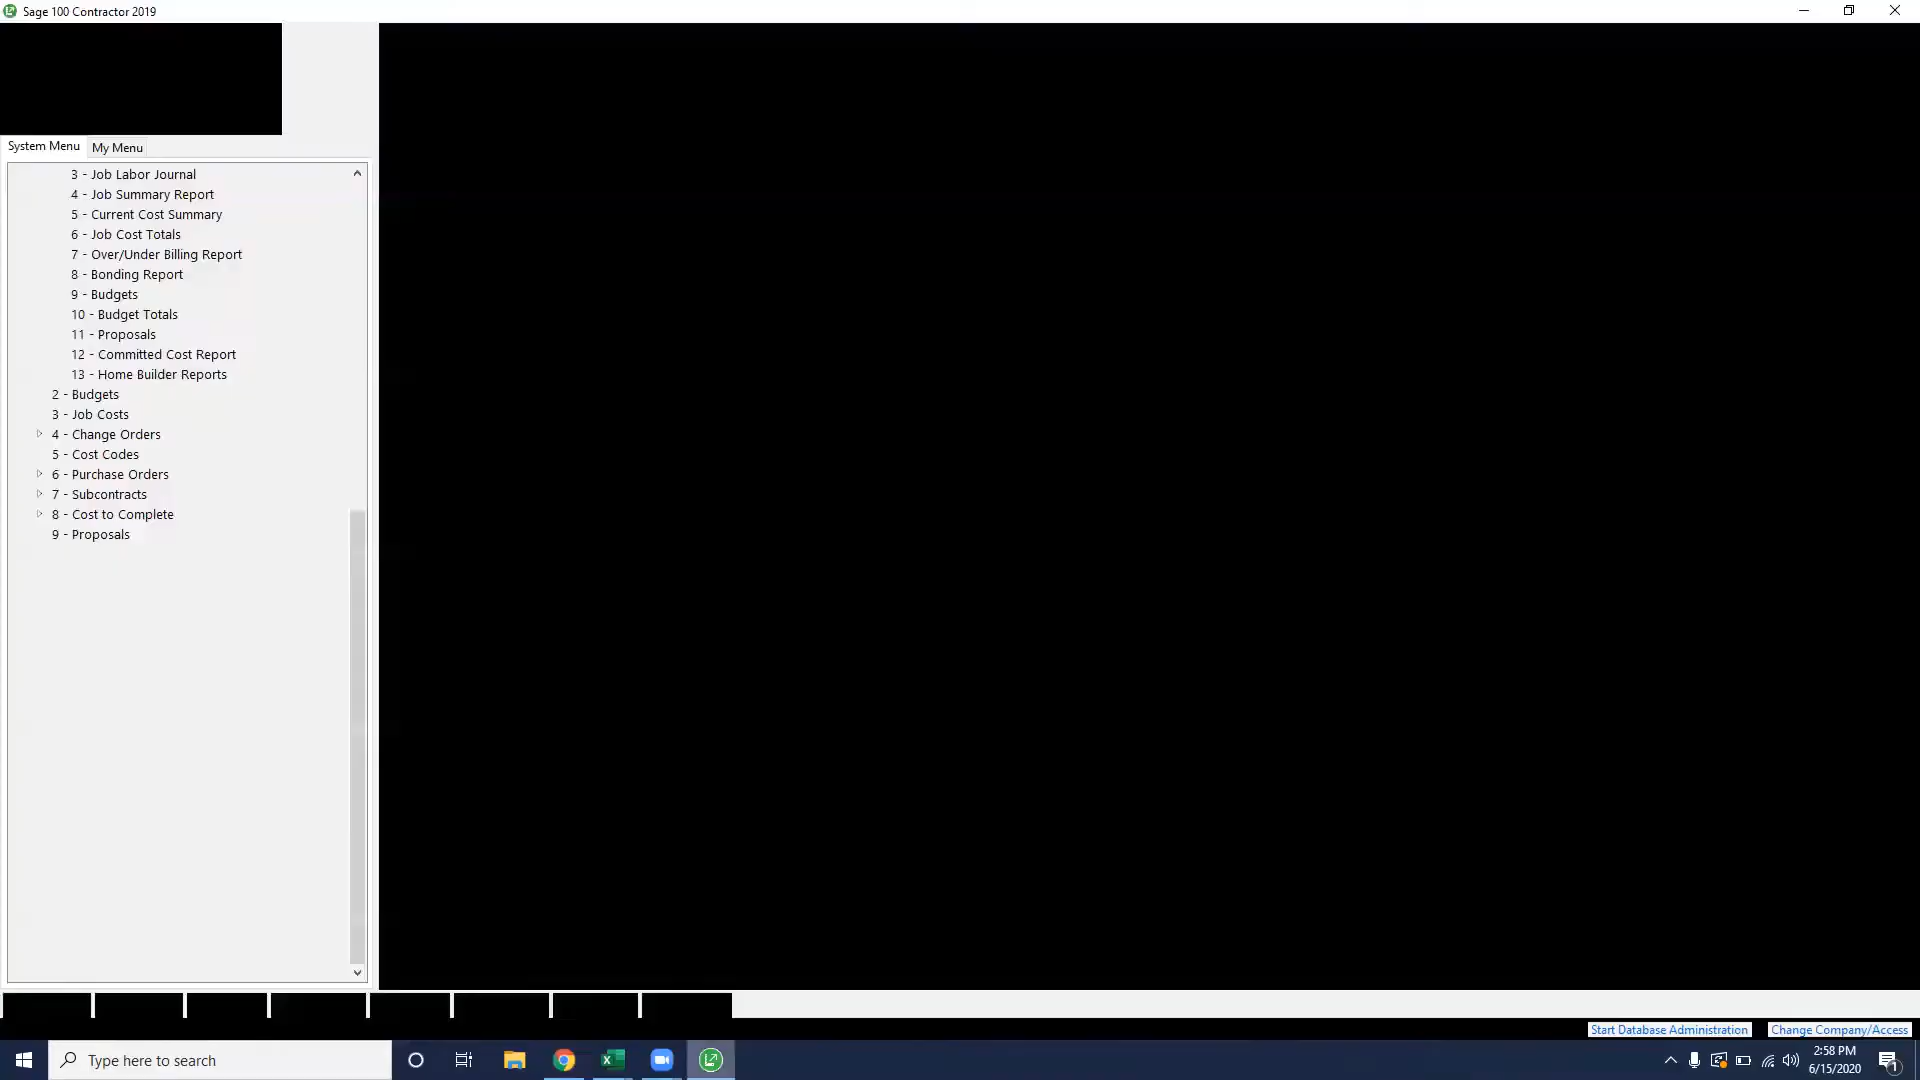 Sage 100 Contractor 2019
System Menu
My Menu
3 - Job Labor Journal
4 - Job Summary Report
5 - Current Cost Summary
6 - Job Cost Totals
7 - Over/Under Billing Report
8 - Bonding Report
9 - Budgets
10 - Budget Totals
11 - Proposals
12 - Committed Cost Report
13 - Home Builder Reports
2 - Budgets
3 - Job Costs
4 - Change Orders
5 - Cost Codes
6 - Purchase Orders
7 - Subcontracts
8 - Cost to Complete
9 - Proposals
Start Database Administration
Change Company/Access
Type here to search
2:58 PM
6/15/2020
1